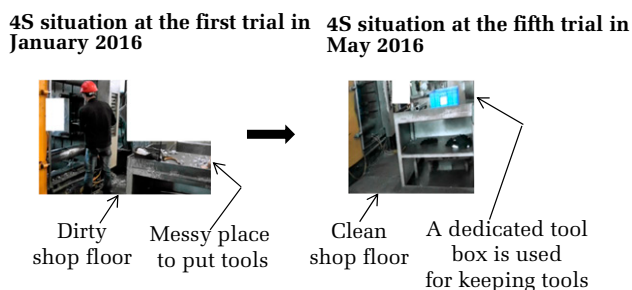 4S situation at the first trial in
January 2016
4S situation at the fifth trial in
May 2016
Dirty
shop floor
Messy place
to put tools
Clean
shop floor
A dedicated tool
box is used
for keeping tools